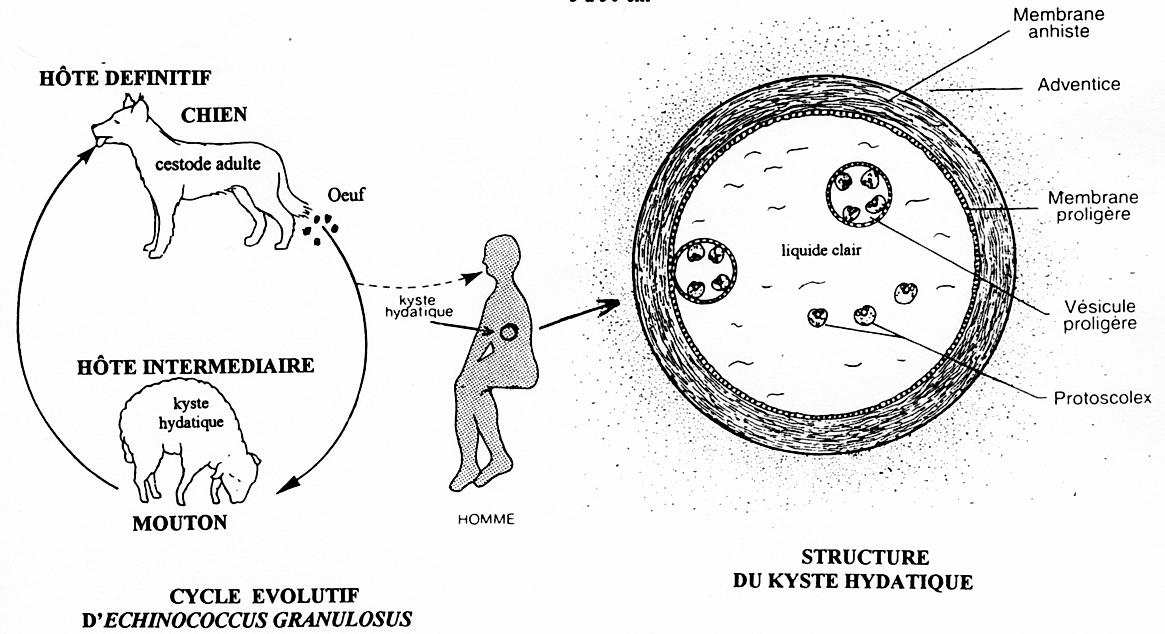 HÔTE DEFINITIF
CHIEN
cestode adulte
Oeuf
kyste
hydatique
HÔTE INTERMEDIAIRE
kyste
hydatique
MOUTON
HOMME
CYCLE EVOLUTIF
D'ECHINOCOCCUS GRANULOSUS
Membrane
anhiste
Adventice
Membrane
proligère
liquide clair
Vésicule
proligère
Protoscolex
STRUCTURE
DU KYSTE HYDATIQUE